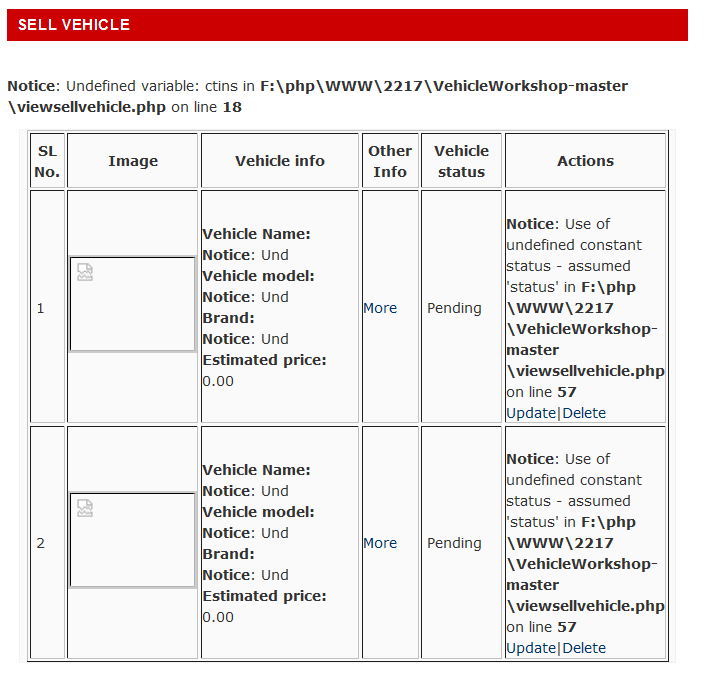 SELL VEHICLE
Notice: Undefined variable: ctins in F:\php\WWW\2217\VehicleWorkshop-master
\viewsellvehicle.php on line 18
SL No.
Image
Vehicle info
Other Info
Vehicle status
Actions
1
Vehicle Name:
Notice: Und
Vehicle model:
Notice: Und
Brand:
Notice: Und
Estimated price:
0.00
More
Pending
Notice: Use of
undefined constant
status - assumed
'status' in F:\php
\WWW\2217
\VehicleWorkshop-
master
\viewsellvehicle.php
on line 57
Update|Delete
2
Vehicle Name:
Notice: Und
Vehicle model:
Notice: Und
Brand:
Notice: Und
Estimated price:
0.00
More
Pending
Notice: Use of
undefined constant
status - assumed
'status' in F:\php
\WWW\2217
\VehicleWorkshop-
master
\viewsellvehicle.php
on line 57
Update|Delete